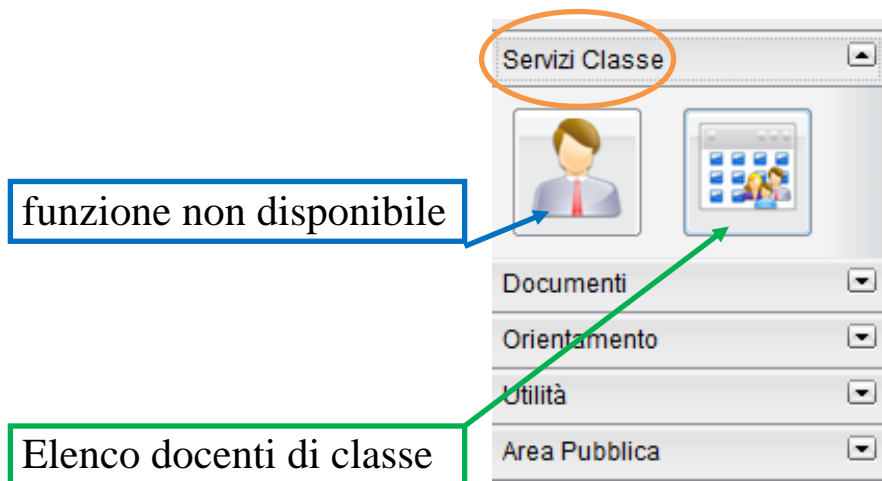 Servizi Classe
funzione non disponibile
Documenti
Orientamento
Utilità
Elenco docenti di classe
Area Pubblica